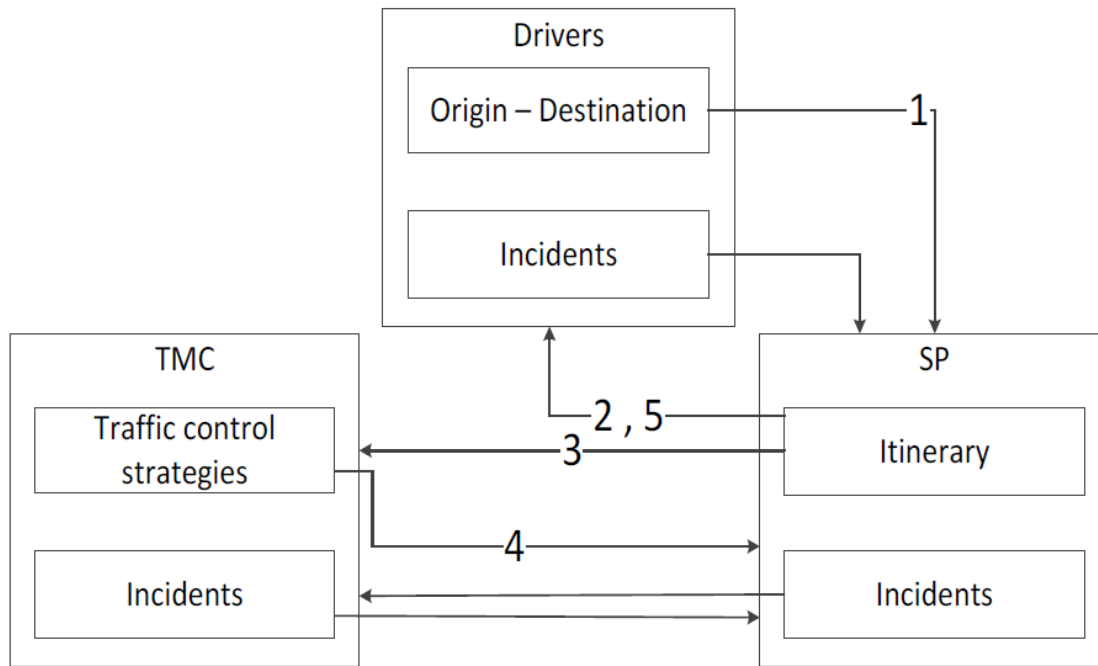 Drivers
Origin – Destination
1
Incidents
TMC
SP
Traffic control
strategies
2 , 5
3
Itinerary
4
Incidents
Incidents